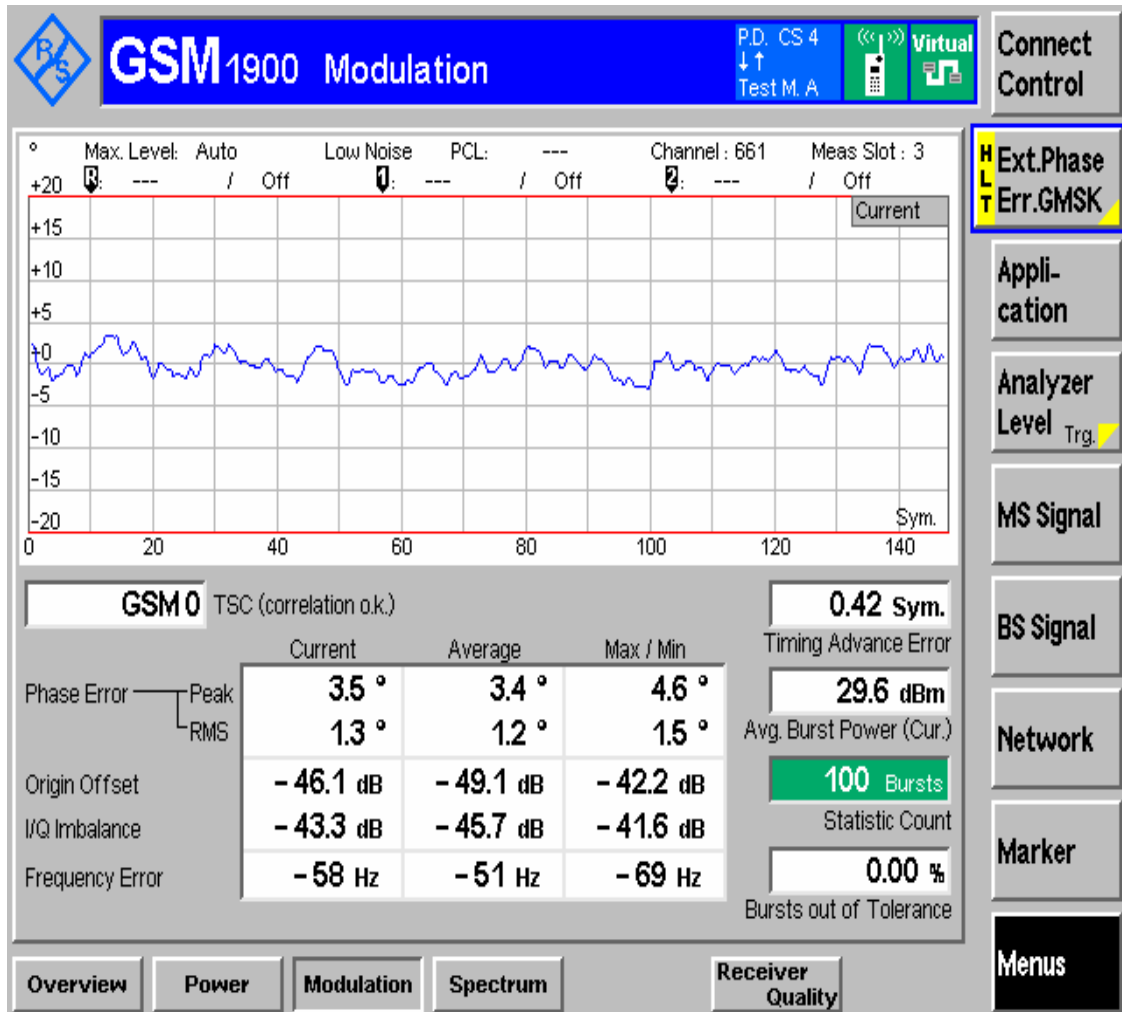 R/S
GSM 1900 Modulation
P.D. CS 4
↓↑
Test M. A
Virtual
Connect
Control
° Max. Level: Auto Low Noise PCL: --- Channel : 661 Meas Slot : 3
R: --- / Off 1: --- / Off 2: --- / Off
Current
+20
+15
+10
+5
+0
-5
-10
-15
-20
Sym.
0 20 40 60 80 100 120 140
HLT
Ext.Phase
Err.GMSK
Appli-
cation
Analyzer
Level Trg.
MS Signal
BS Signal
Network
Marker
Menus
GSM 0 TSC (correlation o.k.)
Current Average Max / Min
Phase Error Peak 3.5 ° 3.4 ° 4.6 °
RMS 1.3 ° 1.2 ° 1.5 °
Origin Offset - 46.1 dB - 49.1 dB - 42.2 dB
I/Q Imbalance - 43.3 dB - 45.7 dB - 41.6 dB
Frequency Error - 58 Hz - 51 Hz - 69 Hz
0.42 Sym.
Timing Advance Error
29.6 dBm
Avg. Burst Power (Cur.)
100 Bursts
Statistic Count
0.00 %
Bursts out of Tolerance
Overview
Power
Modulation
Spectrum
Receiver
Quality